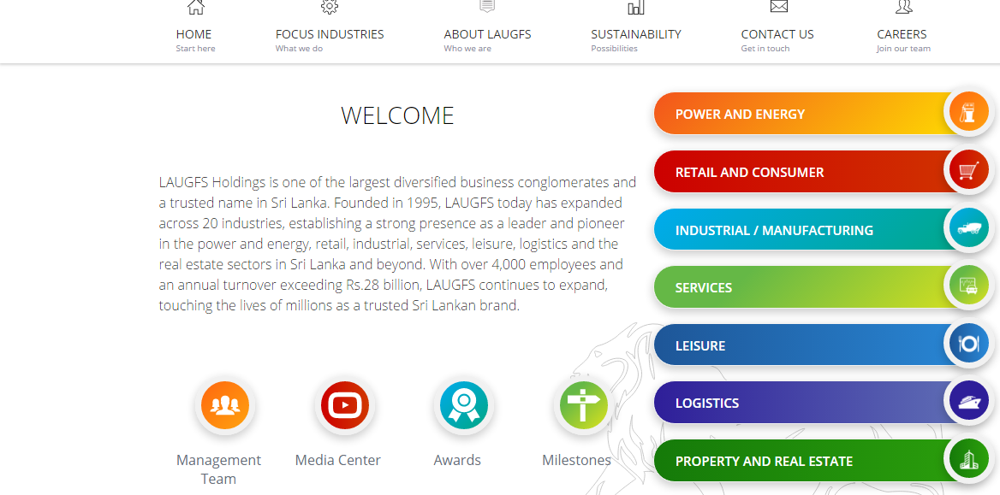 HOME
Start here
FOCUS INDUSTRIES
What we do
ABOUT LAUGFS
Who we are
SUSTAINABILITY
Possibilities
CONTACT US
Get in touch
CAREERS
Join our team
WELCOME
LAUGFS Holdings is one of the largest diversified business conglomerates and
a trusted name in Sri Lanka. Founded in 1995, LAUGFS today has expanded
across 20 industries, establishing a strong presence as a leader and pioneer
in the power and energy, retail, industrial, services, leisure, logistics and the
real estate sectors in Sri Lanka and beyond. With over 4,000 employees and
an annual turnover exceeding Rs.28 billion, LAUGFS continues to expand,
touching the lives of millions as a trusted Sri Lankan brand.
Management
Team
Media Center
Awards
Milestones
POWER AND ENERGY
RETAIL AND CONSUMER
INDUSTRIAL / MANUFACTURING
SERVICES
LEISURE
LOGISTICS
PROPERTY AND REAL ESTATE